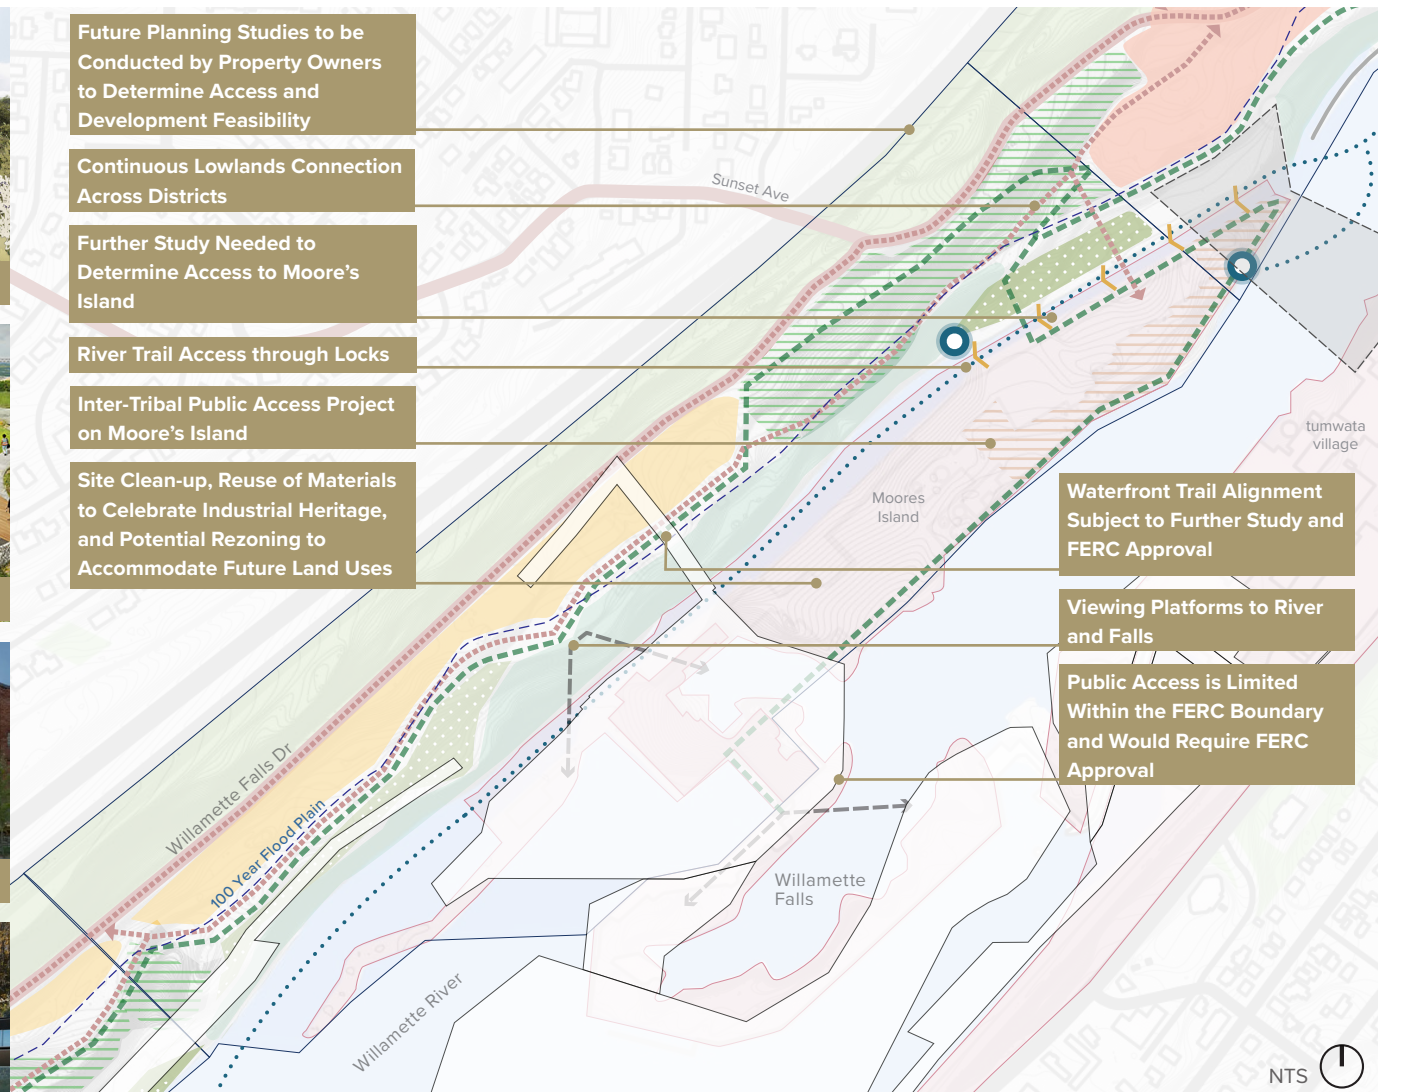 Future Planning Studies to be
Conducted by Property Owners
to Determine Access and
Development Feasibility
Continuous Lowlands Connection
Across Districts
Further Study Needed to
Determine Access to Moore’s
Island
River Trail Access through Locks
Inter-Tribal Public Access Project
on Moore’s Island
Site Clean-up, Reuse of Materials
to Celebrate Industrial Heritage,
and Potential Rezoning to
Accommodate Future Land Uses
Sunset Ave
tumwata
village
Moores
Island
Waterfront Trail Alignment
Subject to Further Study and
FERC Approval
Viewing Platforms to River
and Falls
Public Access is Limited
Within the FERC Boundary
and Would Require FERC
Approval
Willamette Falls Dr
100 Year Flood Plain
Willamette
Falls
Willamette River
NTS